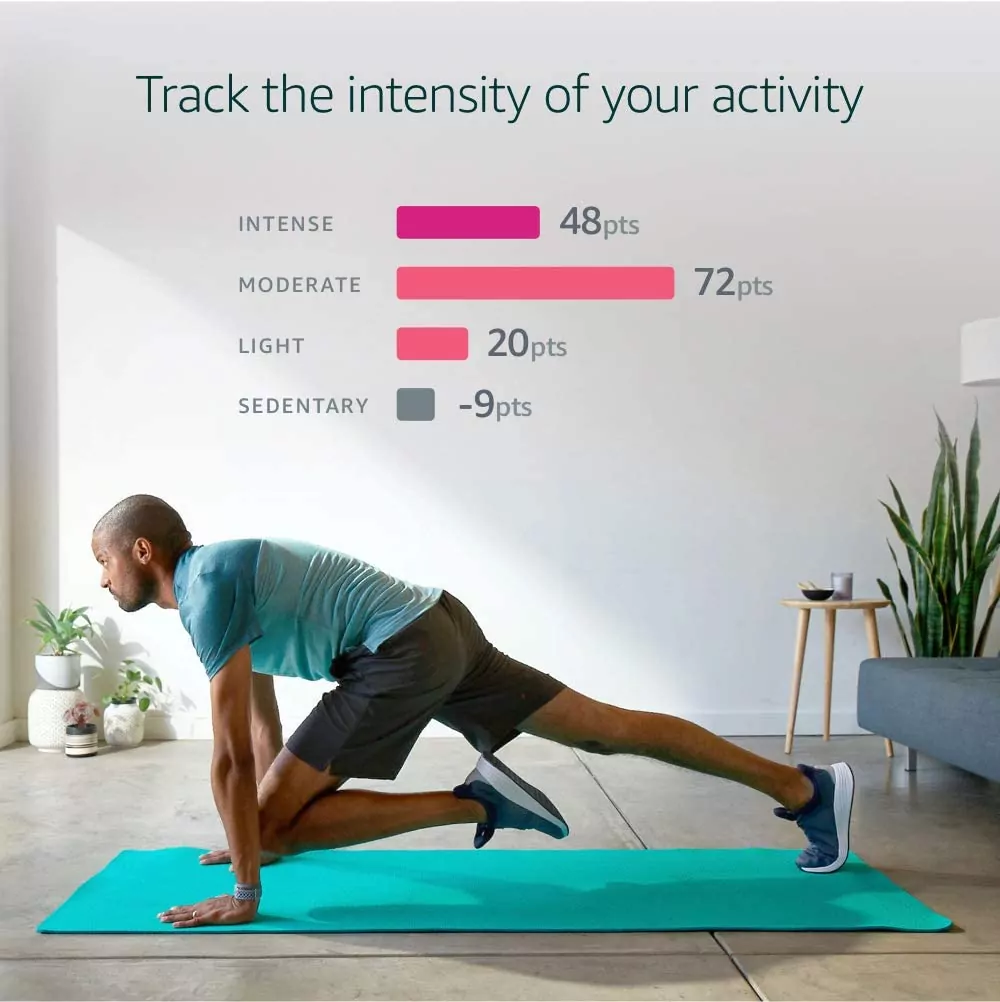 Track the intensity of your activity
INTENSE 48pts
MODERATE 72pts
LIGHT 20pts
SEDENTARY -9pts